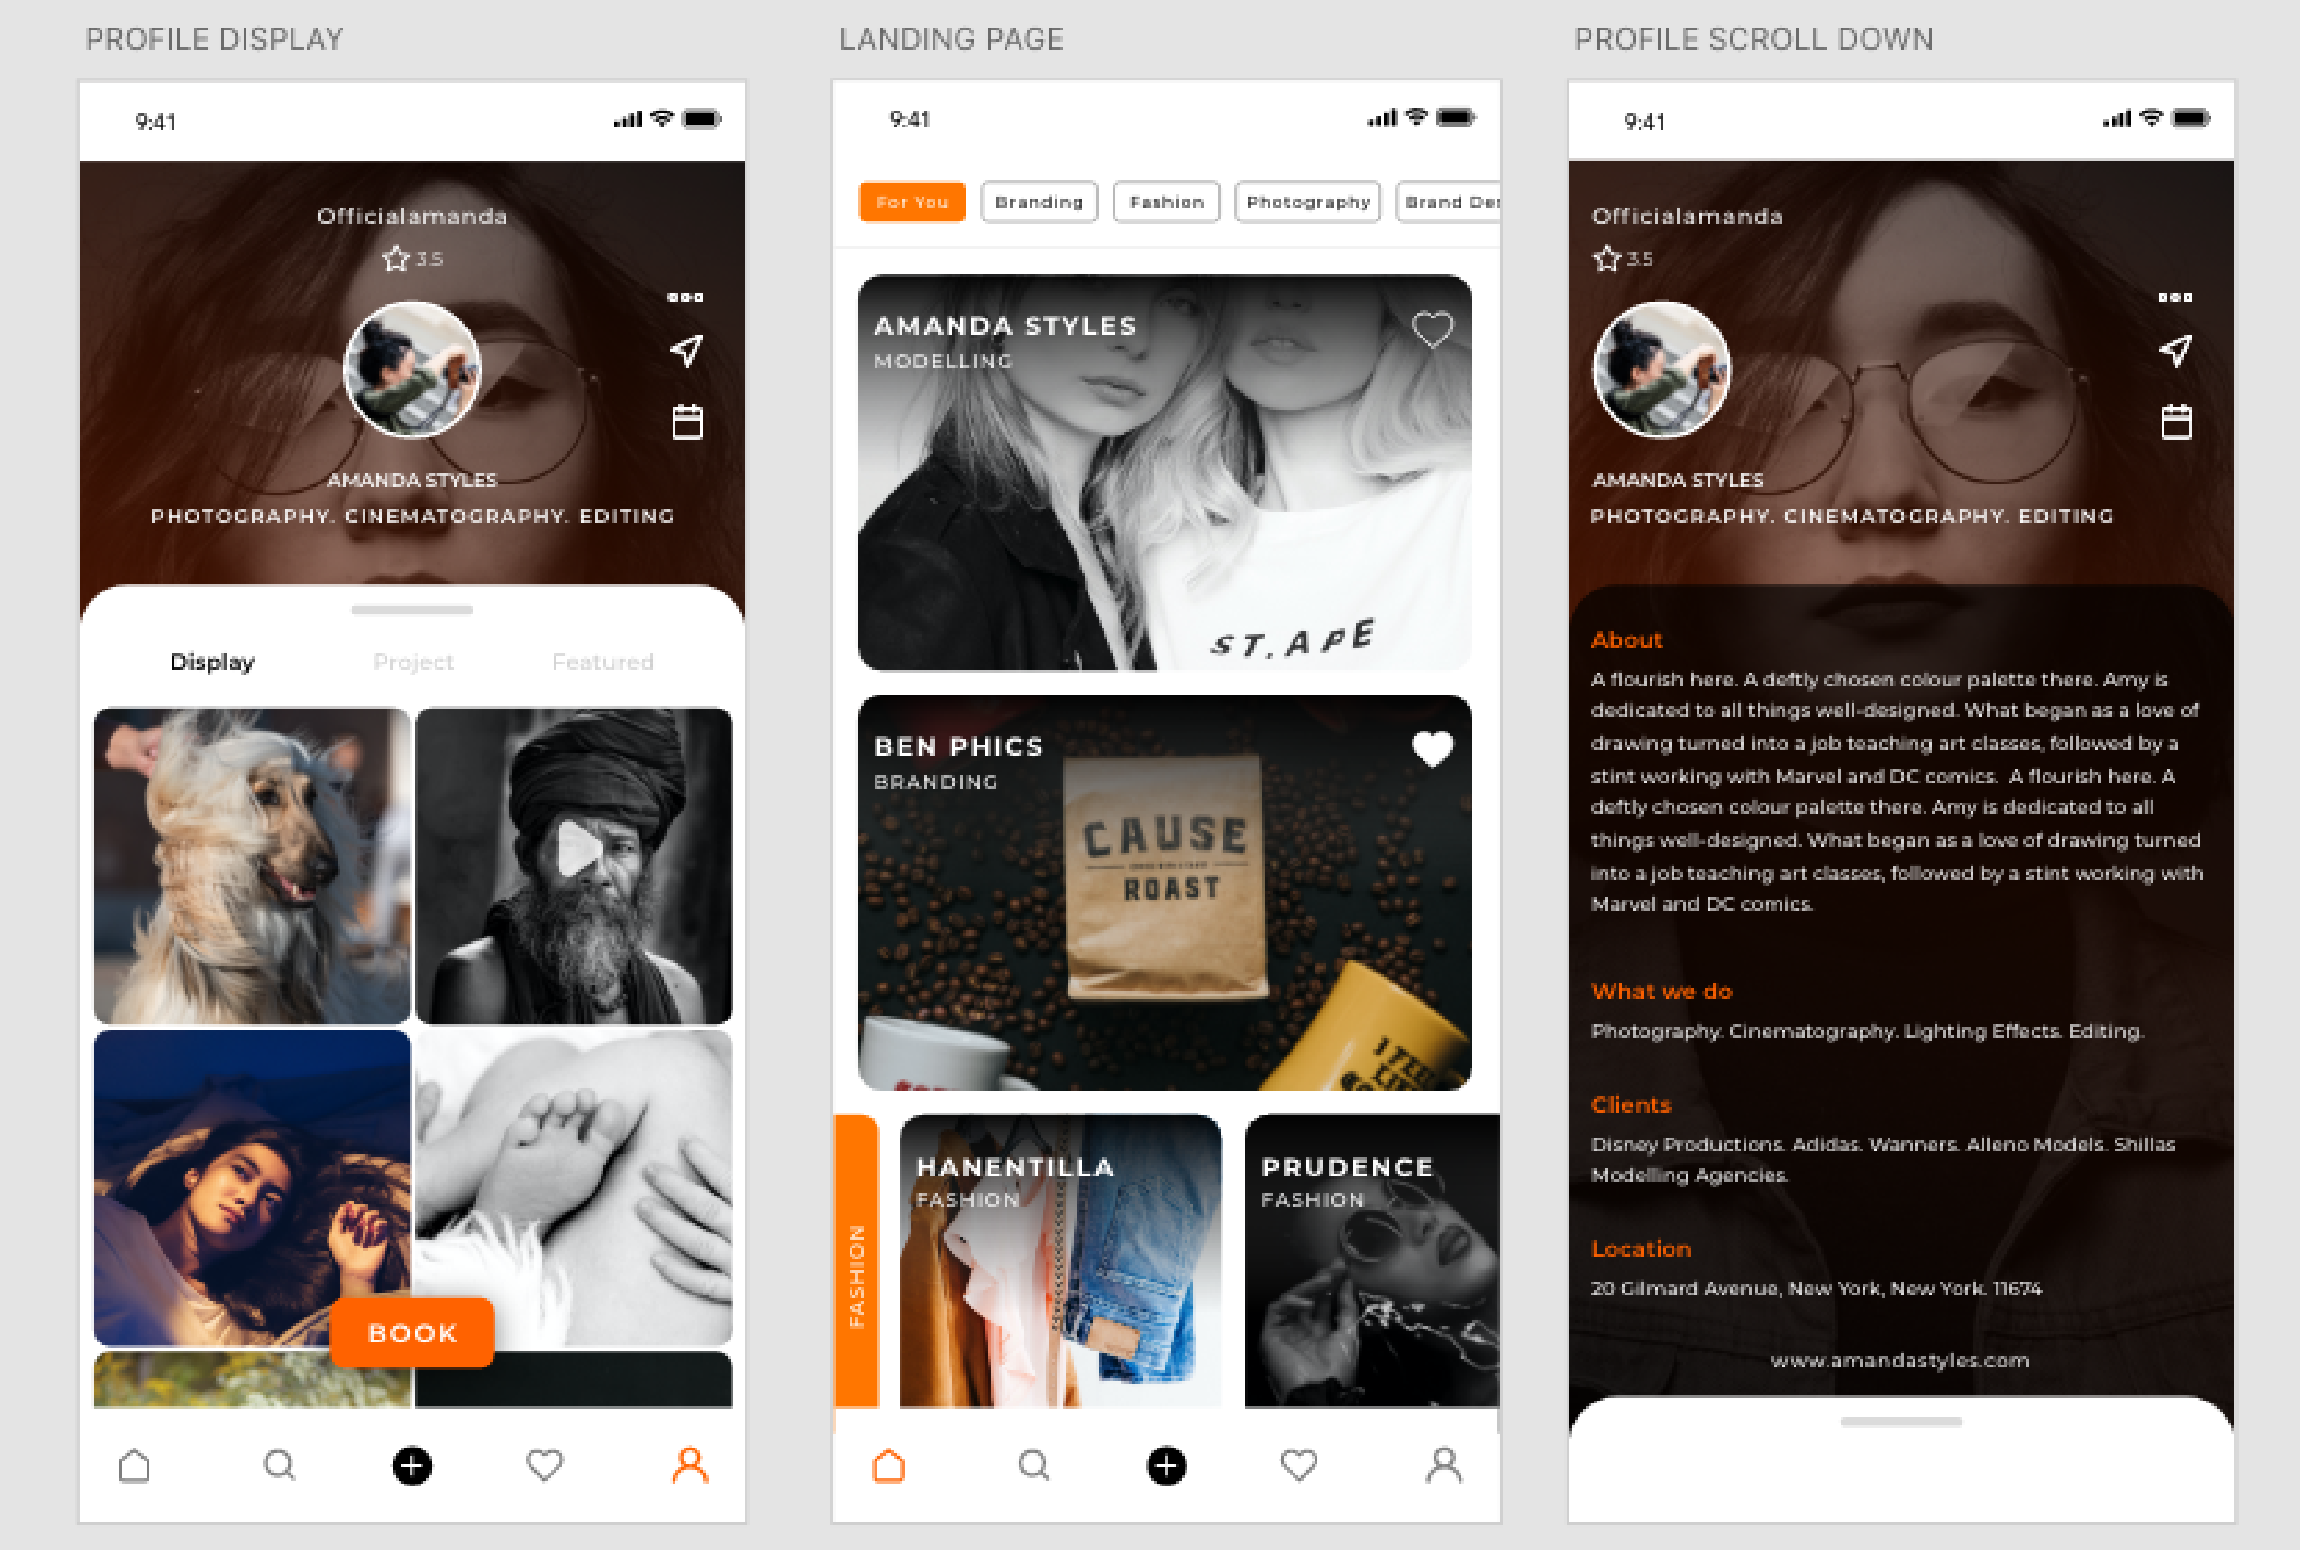 PROFILE DISPLAY
9:41
Officialamanda
3.5
AMANDA STYLES
PHOTOGRAPHY. CINEMATOGRAPHY. EDITING
Display
Project
Featured
BOOK
LANDING PAGE
9:41
For You
Branding
Fashion
Photography
Brand De
AMANDA STYLES
MODELLING
ST. APE
BEN PHICS
BRANDING
CAUSE
ROAST
FASHION
HANENTILLA
FASHION
PRUDENCE
FASHION
PROFILE SCROLL DOWN
9:41
Officialamanda
3.5
AMANDA STYLES
PHOTOGRAPHY. CINEMATOGRAPHY. EDITING
About
A flourish here. A deftly chosen colour palette there. Amy is
dedicated to all things well-designed. What began as a love of
drawing turned into a job teaching art classes, followed by a
stint working with Marvel and DC comics. A flourish here. A
deftly chosen colour palette there. Amy is dedicated to all
things well-designed. What began as a love of drawing turned
into a job teaching art classes, followed by a stint working with
Marvel and DC comics.
What we do
Photography. Cinematography. Lighting Effects. Editing.
Clients
Disney Productions. Adidas. Wanners. Alleno Models. Shillas
Modelling Agencies.
Location
20 Gilmard Avenue, New York, New York. 11674
www.amandastyles.com